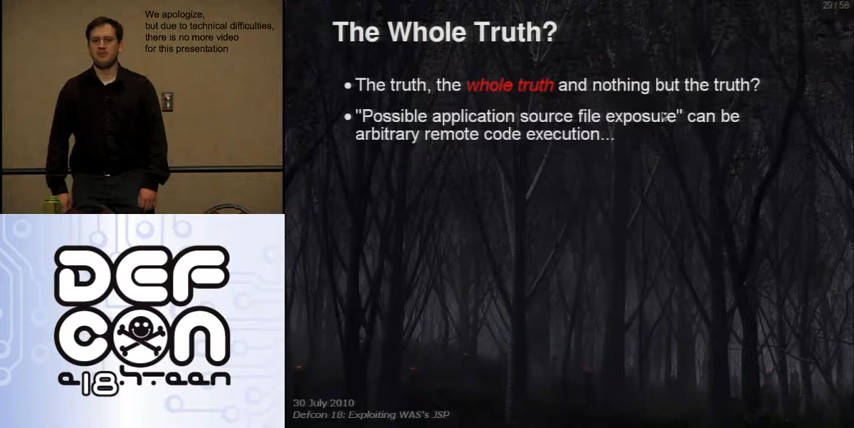 We apologize,
but due to technical difficulties,
there is no more video
for this presentation
29 / 58
The Whole Truth?
• The truth, the whole truth and nothing but the truth?
• "Possible application source file exposure" can be
arbitrary remote code execution...
DEF
CON
e18h-teen
30 July 2010
Defcon 18: Exploiting WAS's JSP